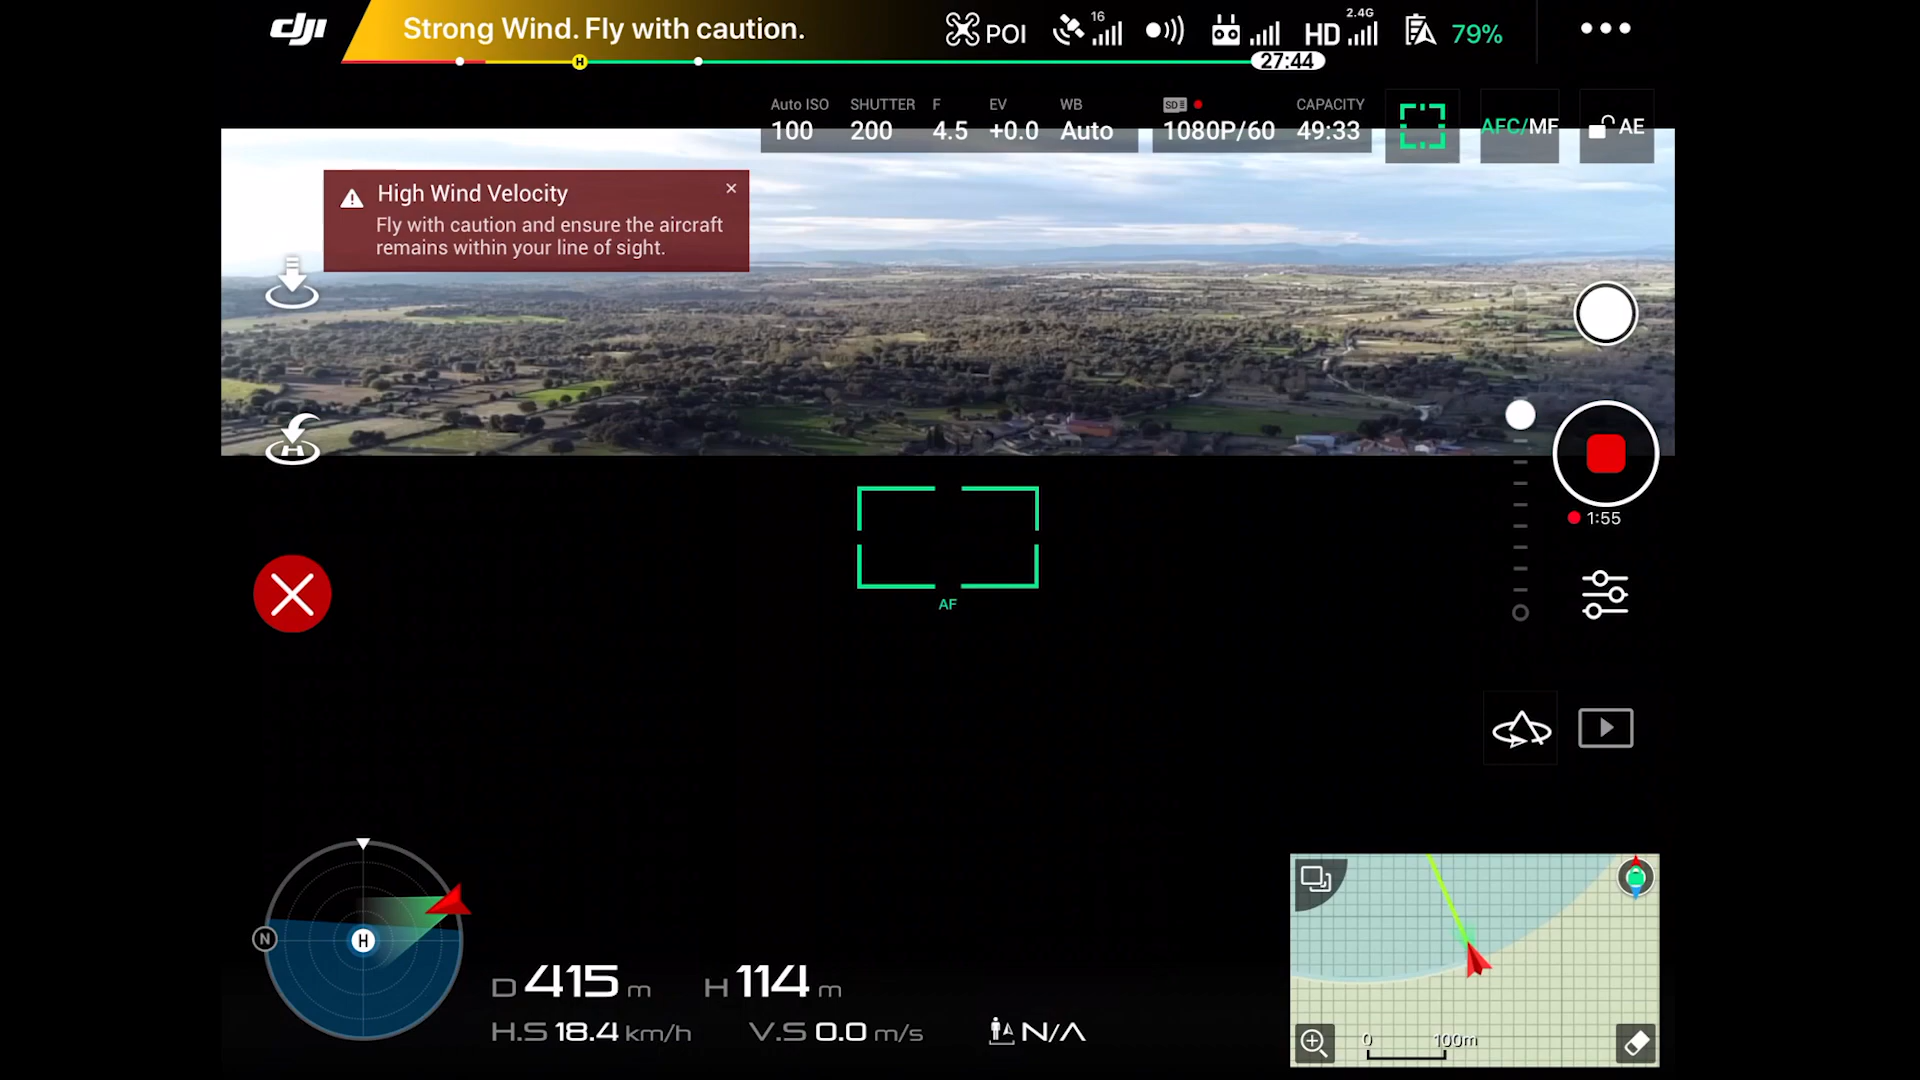 dji
Strong Wind. Fly with caution.
POI
16
HD
2.4G
79%
H
27:44
Auto ISO
100
SHUTTER
200
F
4.5
EV
+0.0
WB
Auto
SD
1080P/60
CAPACITY
49:33
AFC/MF
AE
High Wind Velocity
Fly with caution and ensure the aircraft
remains within your line of sight.
H
1:55
AF
N
H
D 415 m
H 114 m
H.S 18.4 km/h
V.S 0.0 m/s
N/A
0
100m